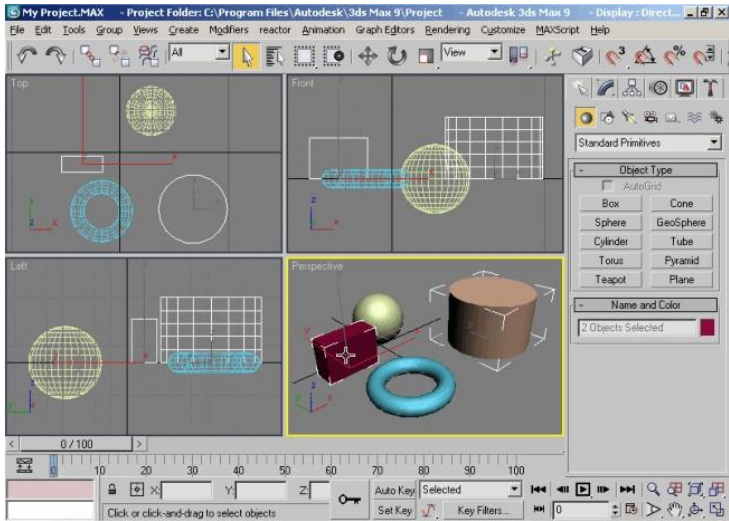 My Project.MAX - Project Folder: C:\Program Files\Autodesk\3ds Max 9\Project - Autodesk 3ds Max 9 - Display : Direct...
File Edit Tools Group Views Create Modifiers reactor Animation Graph Editors Rendering Customize MAXScript Help
All View 3
Top Front
x
z x
z x
Standard Primitives
- Object Type
AutoGrid
Box Cone
Sphere GeoSphere
Cylinder Tube
Torus Pyramid
Teapot Plane
Left Perspective
- Name and Color
2 Objects Selected
< 0 / 100 >
0 10 20 30 40 50 60 70 80 90 100
X: Y: Z: Auto Key Selected
Click or click-and-drag to select objects Set Key Key Filters... 0